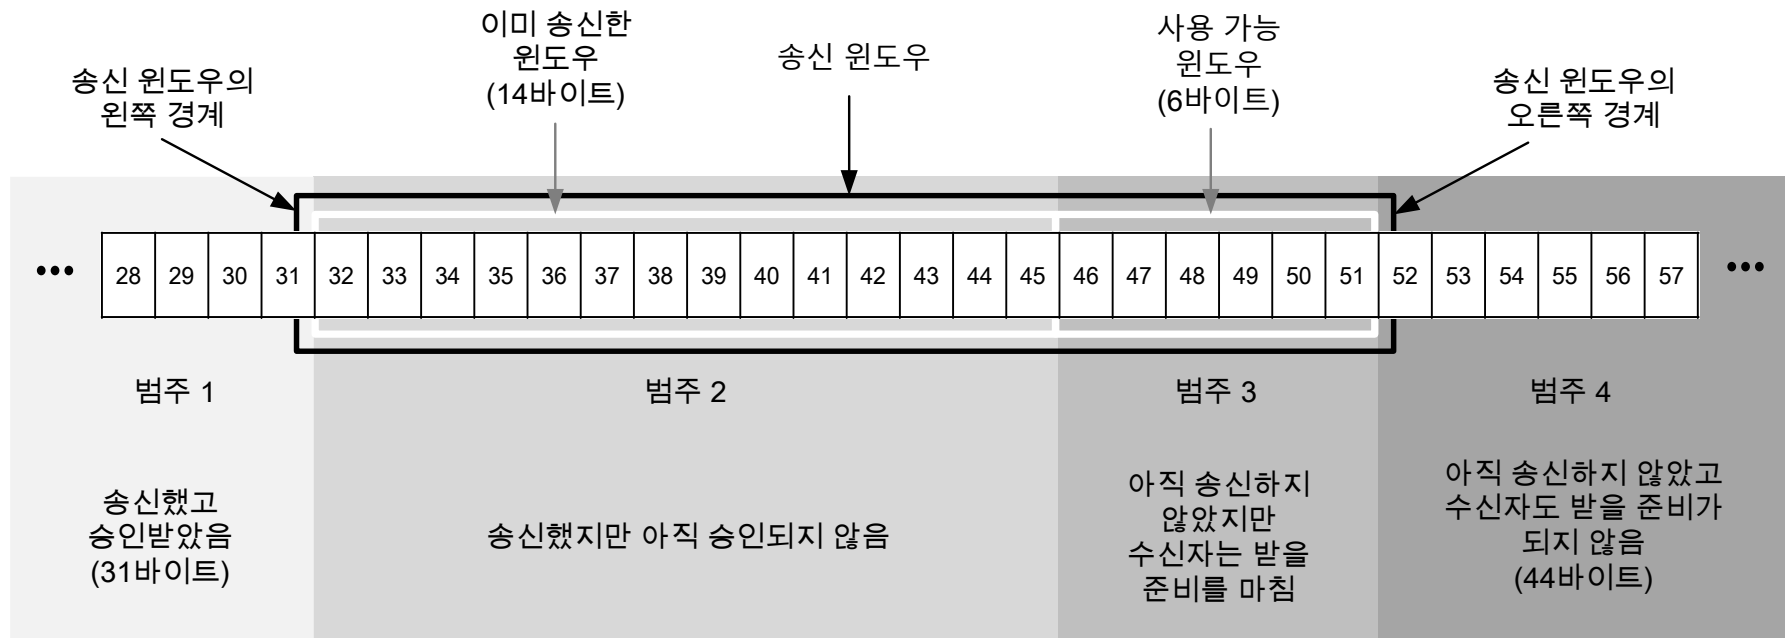 이미 송신한
윈도우
(14바이트)
송신 윈도우
사용 가능
윈도우
(6바이트)
송신 윈도우의
왼쪽 경계
송신 윈도우의
오른쪽 경계
••• 28 29 30 31 32 33 34 35 36 37 38 39 40 41 42 43 44 45 46 47 48 49 50 51 52 53 54 55 56 57 •••
범주 1
범주 2
범주 3
범주 4
송신했고
승인받았음
(31바이트)
송신했지만 아직 승인되지 않음
아직 송신하지
않았지만
수신자는 받을
준비를 마침
아직 송신하지 않았고
수신자도 받을 준비가
되지 않음
(44바이트)